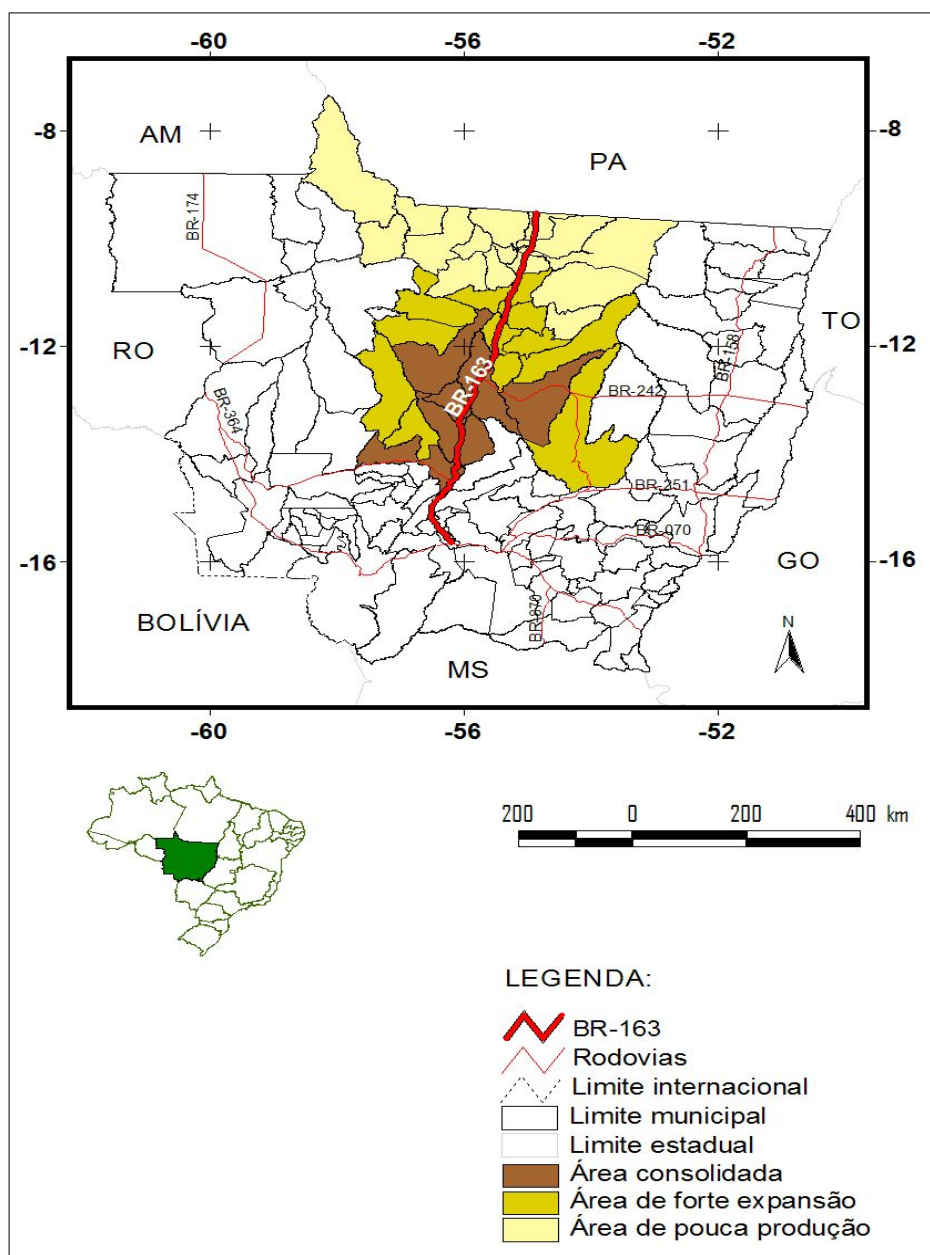 -60 -56 -52
-8 AM PA -8
BR-174
-12 RO TO -12
BR-163
BR-158
BR-242
BR-364
BR-251
BR-070
-16 GO -16
BOLÍVIA
MS
N
-60 -56 -52
200 0 200 400 km
LEGENDA:
BR-163
Rodovias
Limite internacional
Limite municipal
Limite estadual
Área consolidada
Área de forte expansão
Área de pouca produção